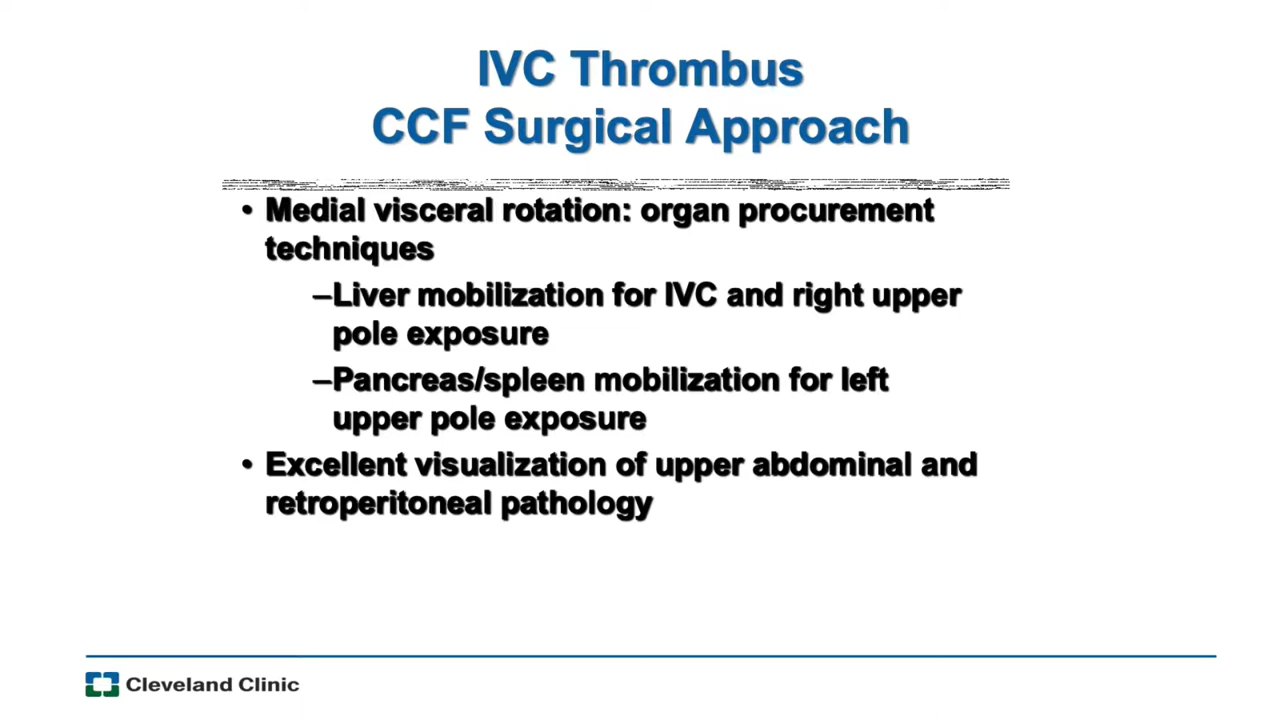 IVC Thrombus
CCF Surgical Approach
• Medial visceral rotation: organ procurement
techniques
–Liver mobilization for IVC and right upper
pole exposure
–Pancreas/spleen mobilization for left
upper pole exposure
• Excellent visualization of upper abdominal and
retroperitoneal pathology
Cleveland Clinic